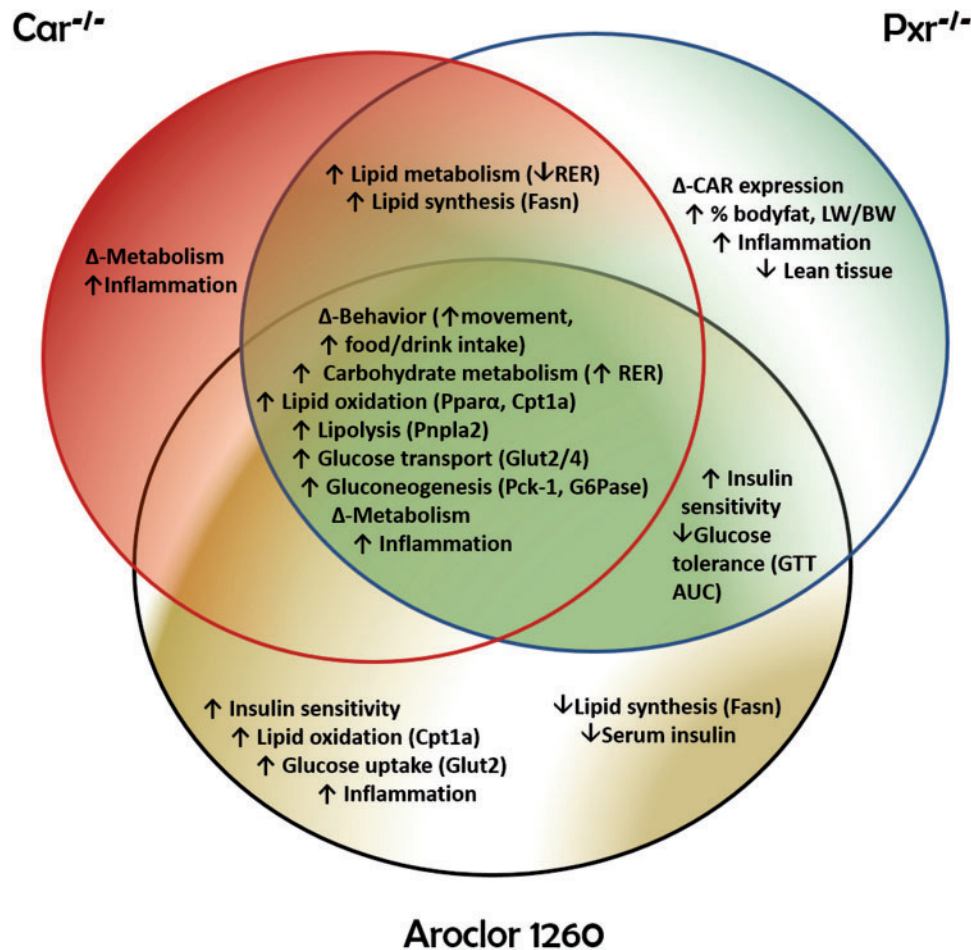 Car⁻/⁻
Pxr⁻/⁻
↑ Lipid metabolism (↓RER)
↑ Lipid synthesis (Fasn)
Δ-CAR expression
↑ % bodyfat, LW/BW
↑ Inflammation
↓ Lean tissue
Δ-Metabolism
↑Inflammation
Δ-Behavior (↑movement,
↑ food/drink intake)
↑ Carbohydrate metabolism (↑ RER)
↑ Lipid oxidation (Pparα, Cpt1a)
↑ Lipolysis (Pnpla2)
↑ Glucose transport (Glut2/4)
↑ Gluconeogenesis (Pck-1, G6Pase)
Δ-Metabolism
↑ Inflammation
↑ Insulin
sensitivity
↓Glucose
tolerance (GTT
AUC)
↑ Insulin sensitivity
↑ Lipid oxidation (Cpt1a)
↑ Glucose uptake (Glut2)
↑ Inflammation
↓Lipid synthesis (Fasn)
↓Serum insulin
Aroclor 1260